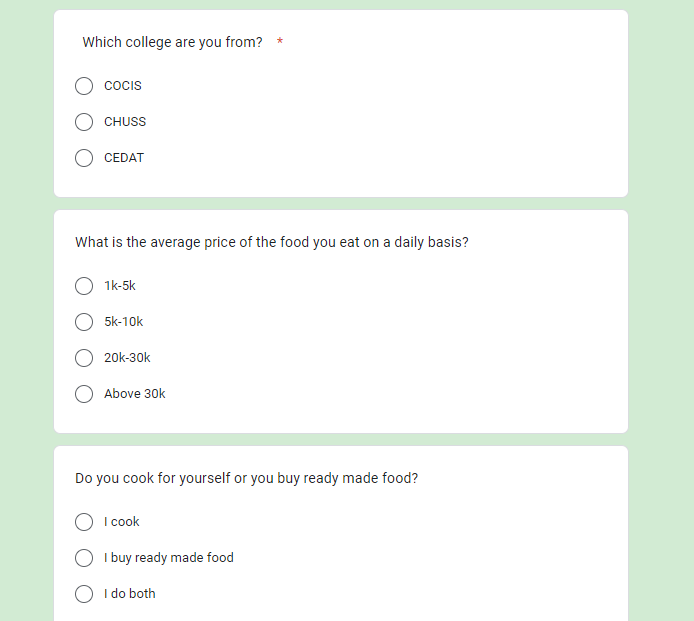 Which college are you from? *
COCIS
CHUSS
CEDAT
What is the average price of the food you eat on a daily basis?
1k-5k
5k-10k
20k-30k
Above 30k
Do you cook for yourself or you buy ready made food?
I cook
I buy ready made food
I do both